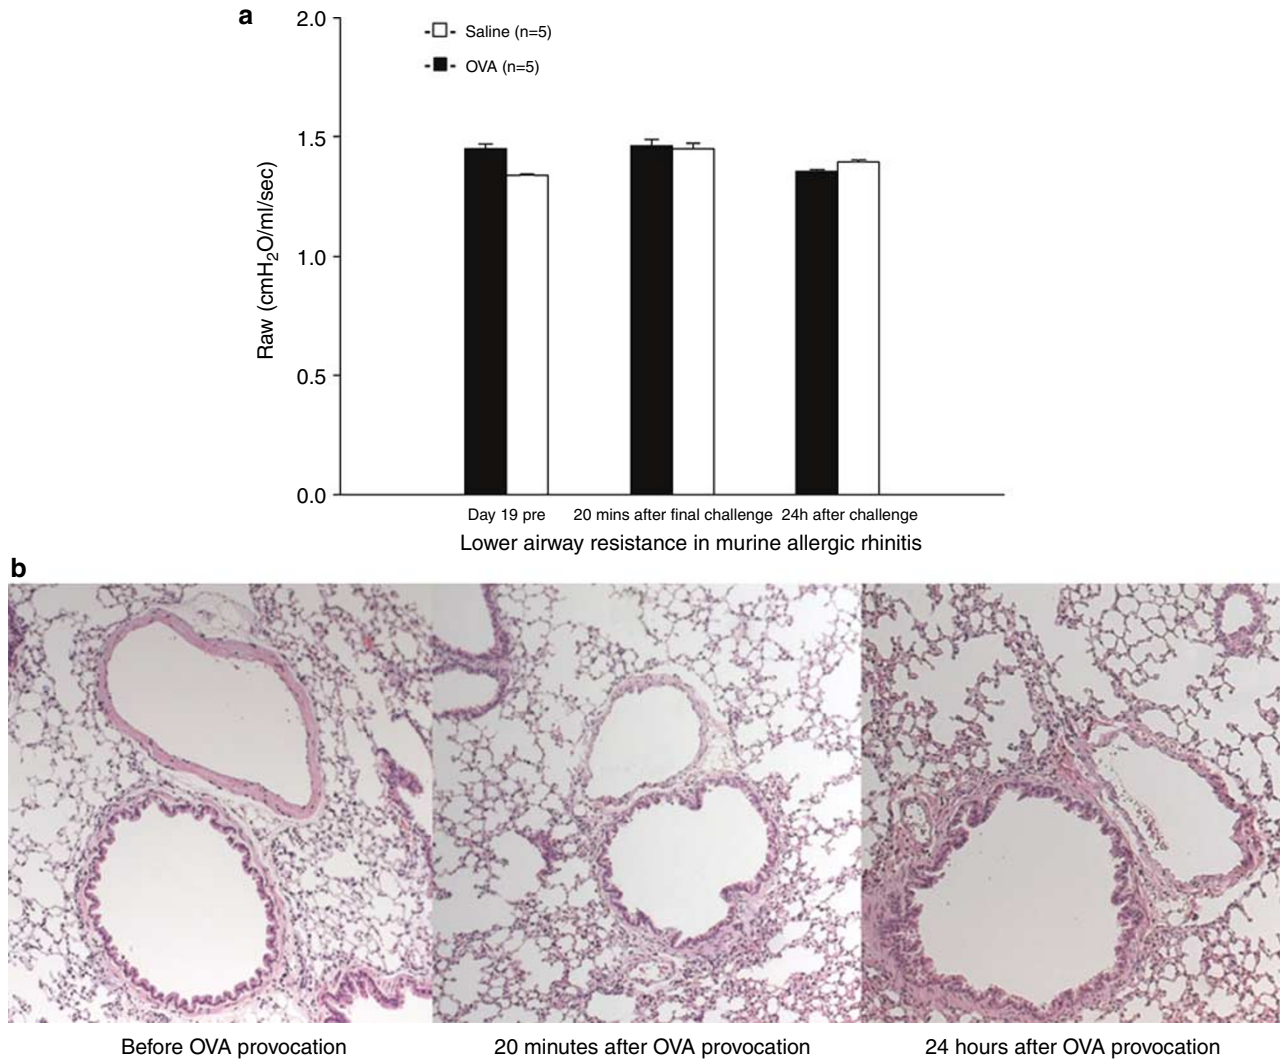 a
2.0
1.5
1.0
0.5
0.0
Raw (cmH2O/ml/sec)
Saline (n=5)
OVA (n=5)
Day 19 pre
20 mins after final challenge
24h after challenge
Lower airway resistance in murine allergic rhinitis
b
Before OVA provocation
20 minutes after OVA provocation
24 hours after OVA provocation